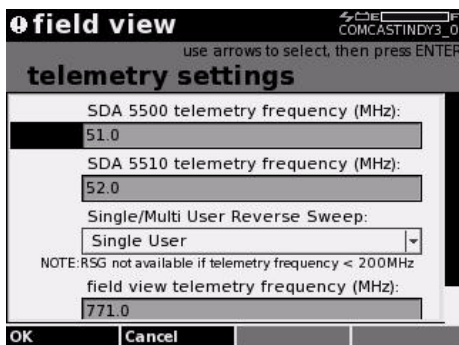 field view
COMCASTINDY3_0
use arrows to select, then press ENTER
telemetry settings
SDA 5500 telemetry frequency (MHz):
51.0
SDA 5510 telemetry frequency (MHz):
52.0
Single/Multi User Reverse Sweep:
Single User
NOTE:RSG not available if telemetry frequency < 200MHz
field view telemetry frequency (MHz):
771.0
OK Cancel